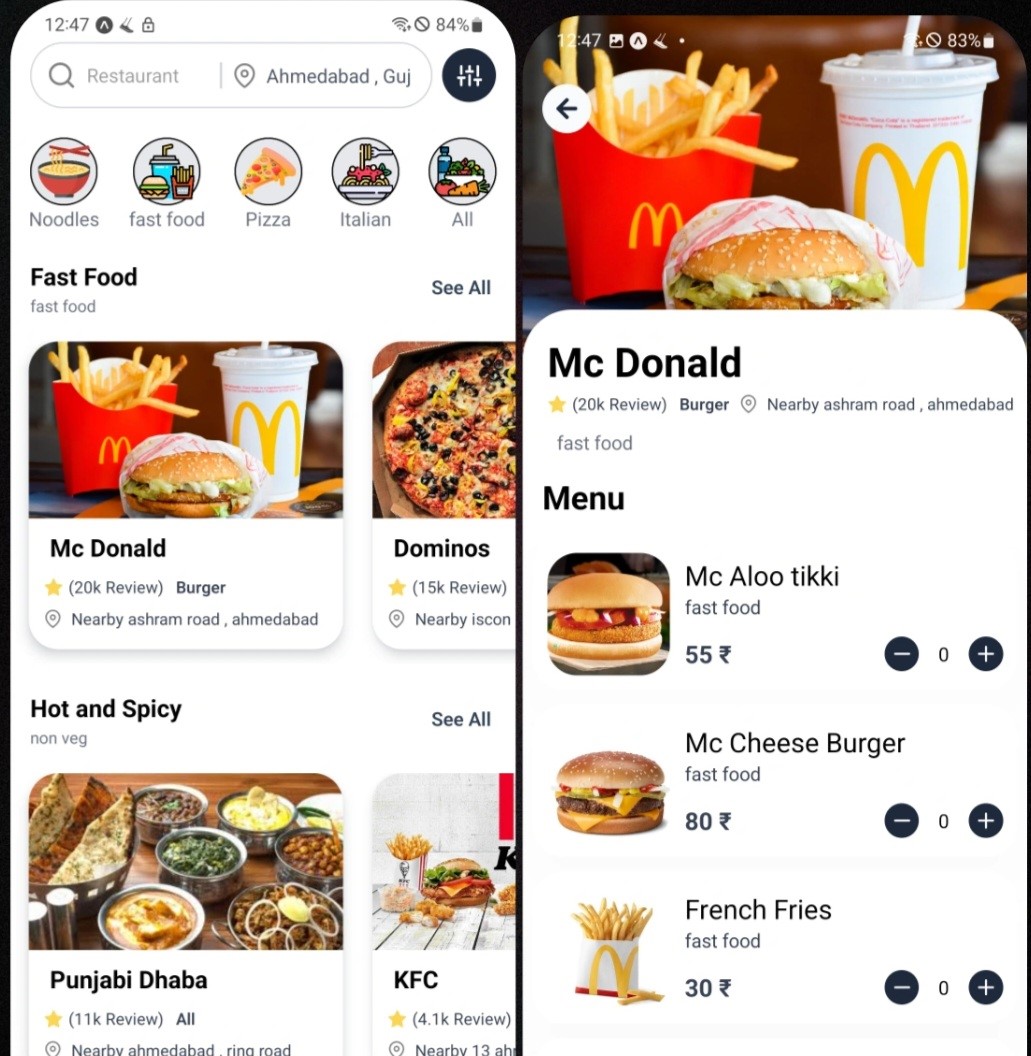 12:47
84%
Restaurant
Ahmedabad , Guj
Noodles
fast food
Pizza
Italian
All
Fast Food
See All
fast food
Mc Donald
(20k Review) Burger
Nearby ashram road , ahmedabad
Dominos
(15k Review)
Nearby iscon
Hot and Spicy
See All
non veg
K
Punjabi Dhaba
(11k Review) All
Nearby ahmedabad , ring road
KFC
(4.1k Review)
Nearby 13 ahm
12:47
83%
Mc Donald
(20k Review) Burger Nearby ashram road , ahmedabad
fast food
Menu
Mc Aloo tikki
fast food
55 ₹
0
Mc Cheese Burger
fast food
80 ₹
0
French Fries
fast food
30 ₹
0